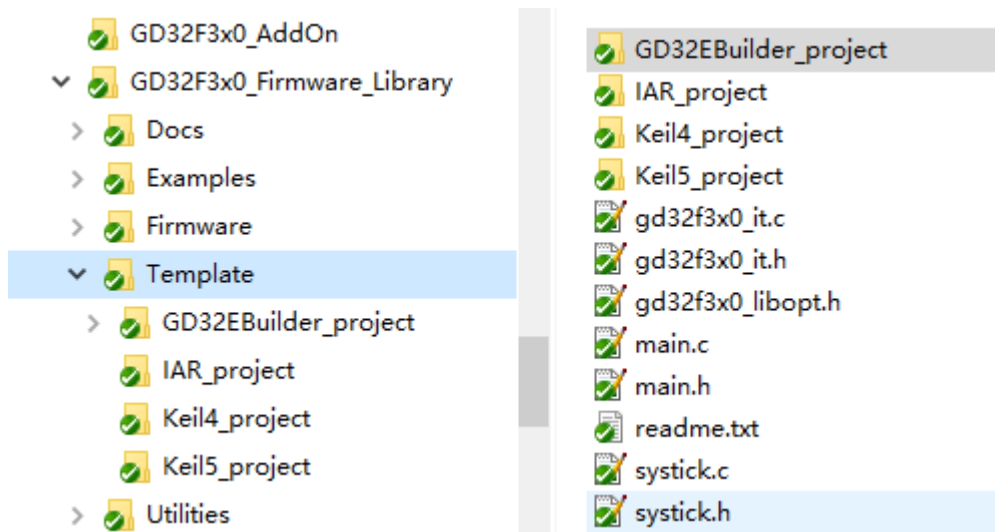 GD32F3x0_AddOn
GD32F3x0_Firmware_Library
Docs
Examples
Firmware
Template
GD32EBuilder_project
IAR_project
Keil4_project
Keil5_project
Utilities
GD32EBuilder_project
IAR_project
Keil4_project
Keil5_project
gd32f3x0_it.c
gd32f3x0_it.h
gd32f3x0_libopt.h
main.c
main.h
readme.txt
systick.c
systick.h